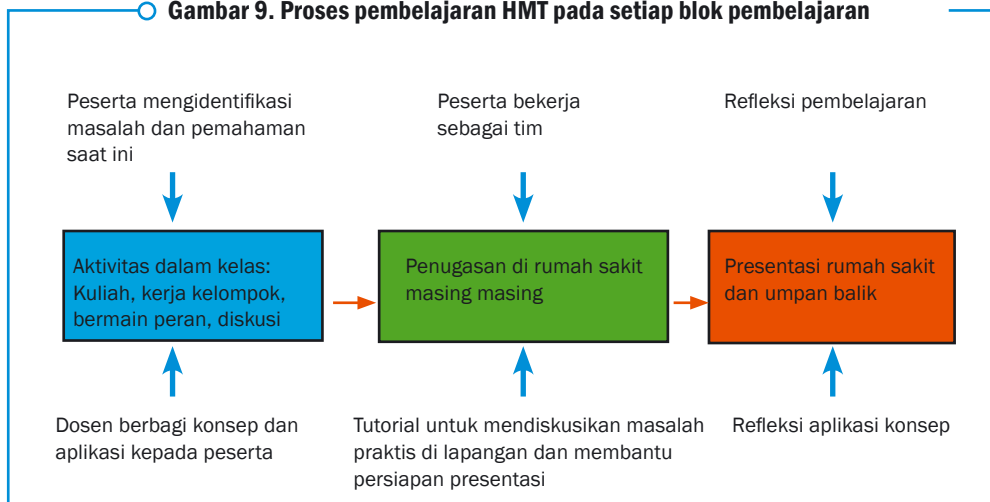 Gambar 9. Proses pembelajaran HMT pada setiap blok pembelajaran
Peserta mengidentifikasi
masalah dan pemahaman
saat ini
Peserta bekerja
sebagai tim
Refleksi pembelajaran
Aktivitas dalam kelas:
Kuliah, kerja kelompok,
bermain peran, diskusi
Penugasan di rumah sakit
masing masing
Presentasi rumah sakit
dan umpan balik
Dosen berbagi konsep dan
aplikasi kepada peserta
Tutorial untuk mendiskusikan masalah
praktis di lapangan dan membantu
persiapan presentasi
Refleksi aplikasi konsep